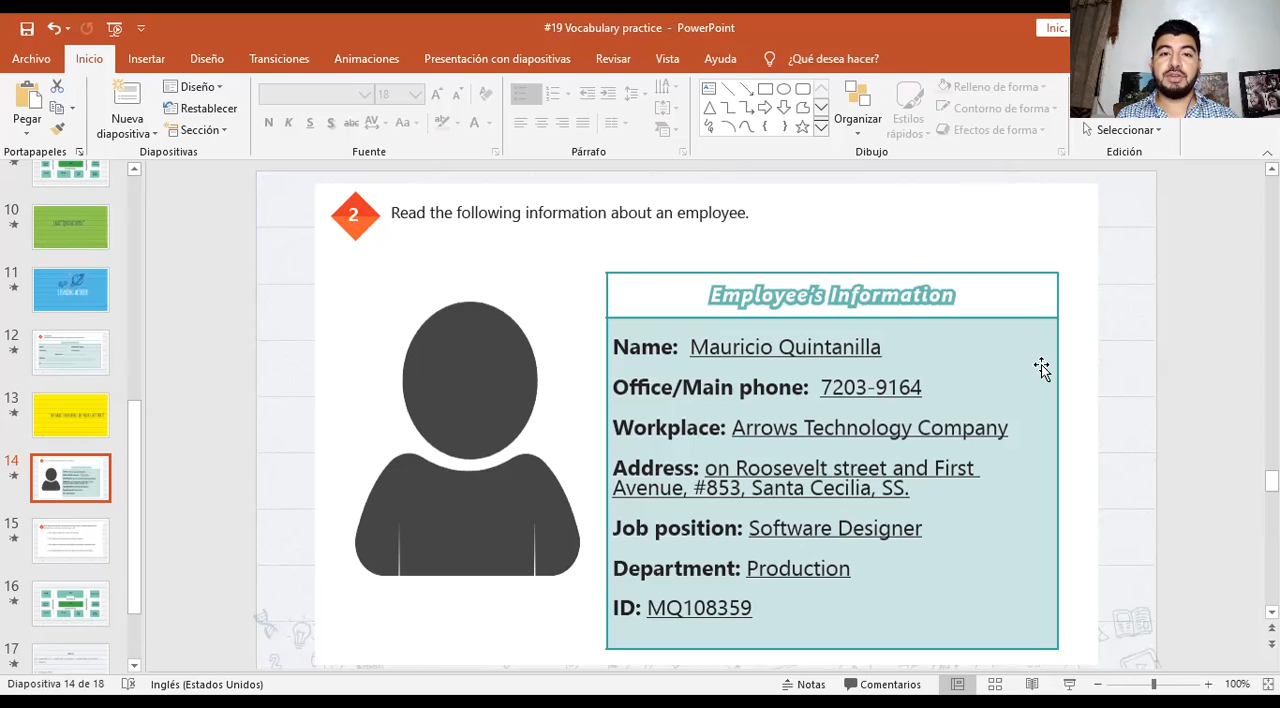 #19 Vocabulary practice - PowerPoint
Inic.
Archivo Inicio Insertar Diseño Transiciones Animaciones Presentación con diapositivas Revisar Vista Ayuda ¿Qué desea hacer?
Pegar
Nueva diapositiva
Diseño
Restablecer
Sección
18
N K S S abc AV Aa A
Organizar
Estilos rápidos
Relleno de forma
Contorno de forma
Efectos de forma
Seleccionar
Portapapeles Diapositivas Fuente Párrafo Dibujo Edición
10
11
12
13
14
15
16
17
2
Read the following information about an employee.
Employee's Information
Name: Mauricio Quintanilla
Office/Main phone: 7203-9164
Workplace: Arrows Technology Company
Address: on Roosevelt street and First
Avenue, #853, Santa Cecilia, SS.
Job position: Software Designer
Department: Production
ID: MQ108359
Diapositiva 14 de 18 Inglés (Estados Unidos) Notas Comentarios 100%